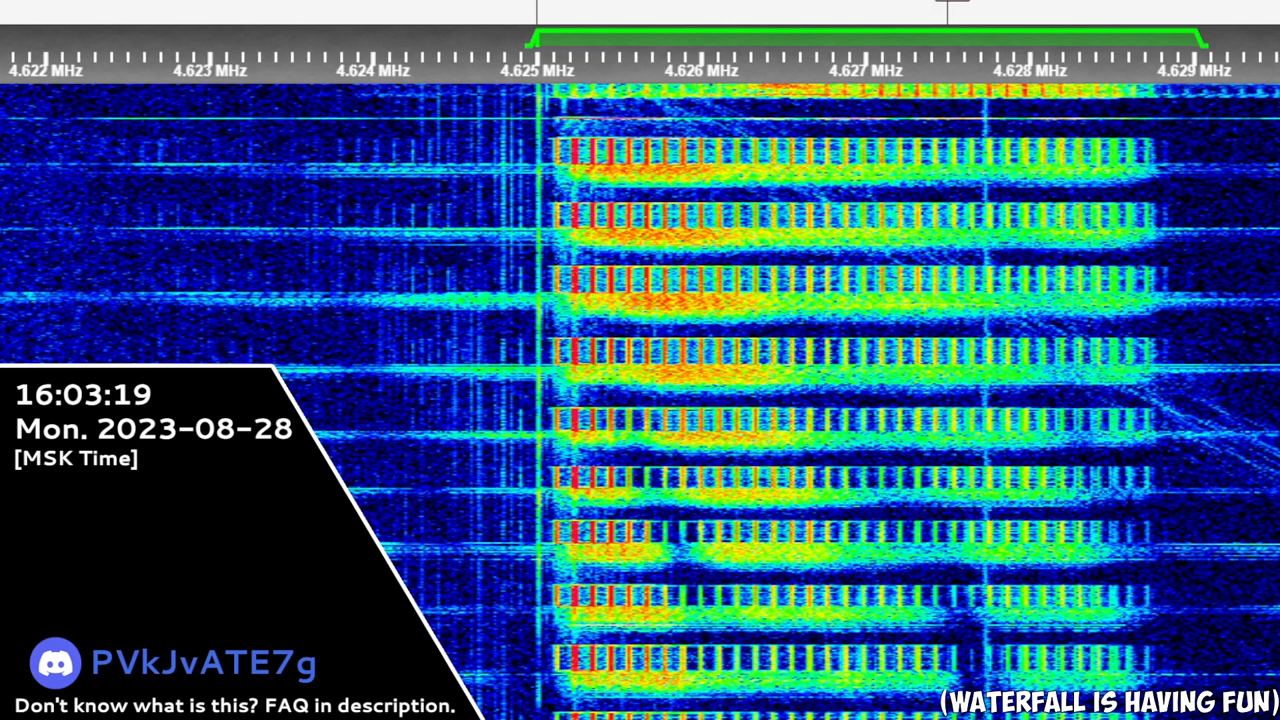 4.622 MHz 4.623 MHz 4.624 MHz 4.625 MHz 4.626 MHz 4.627 MHz 4.628 MHz 4.629 MHz
16:03:19
Mon. 2023-08-28
[MSK Time]
PVkJvATE7g
Don't know what is this? FAQ in description.
(WATERFALL IS HAVING FUN)